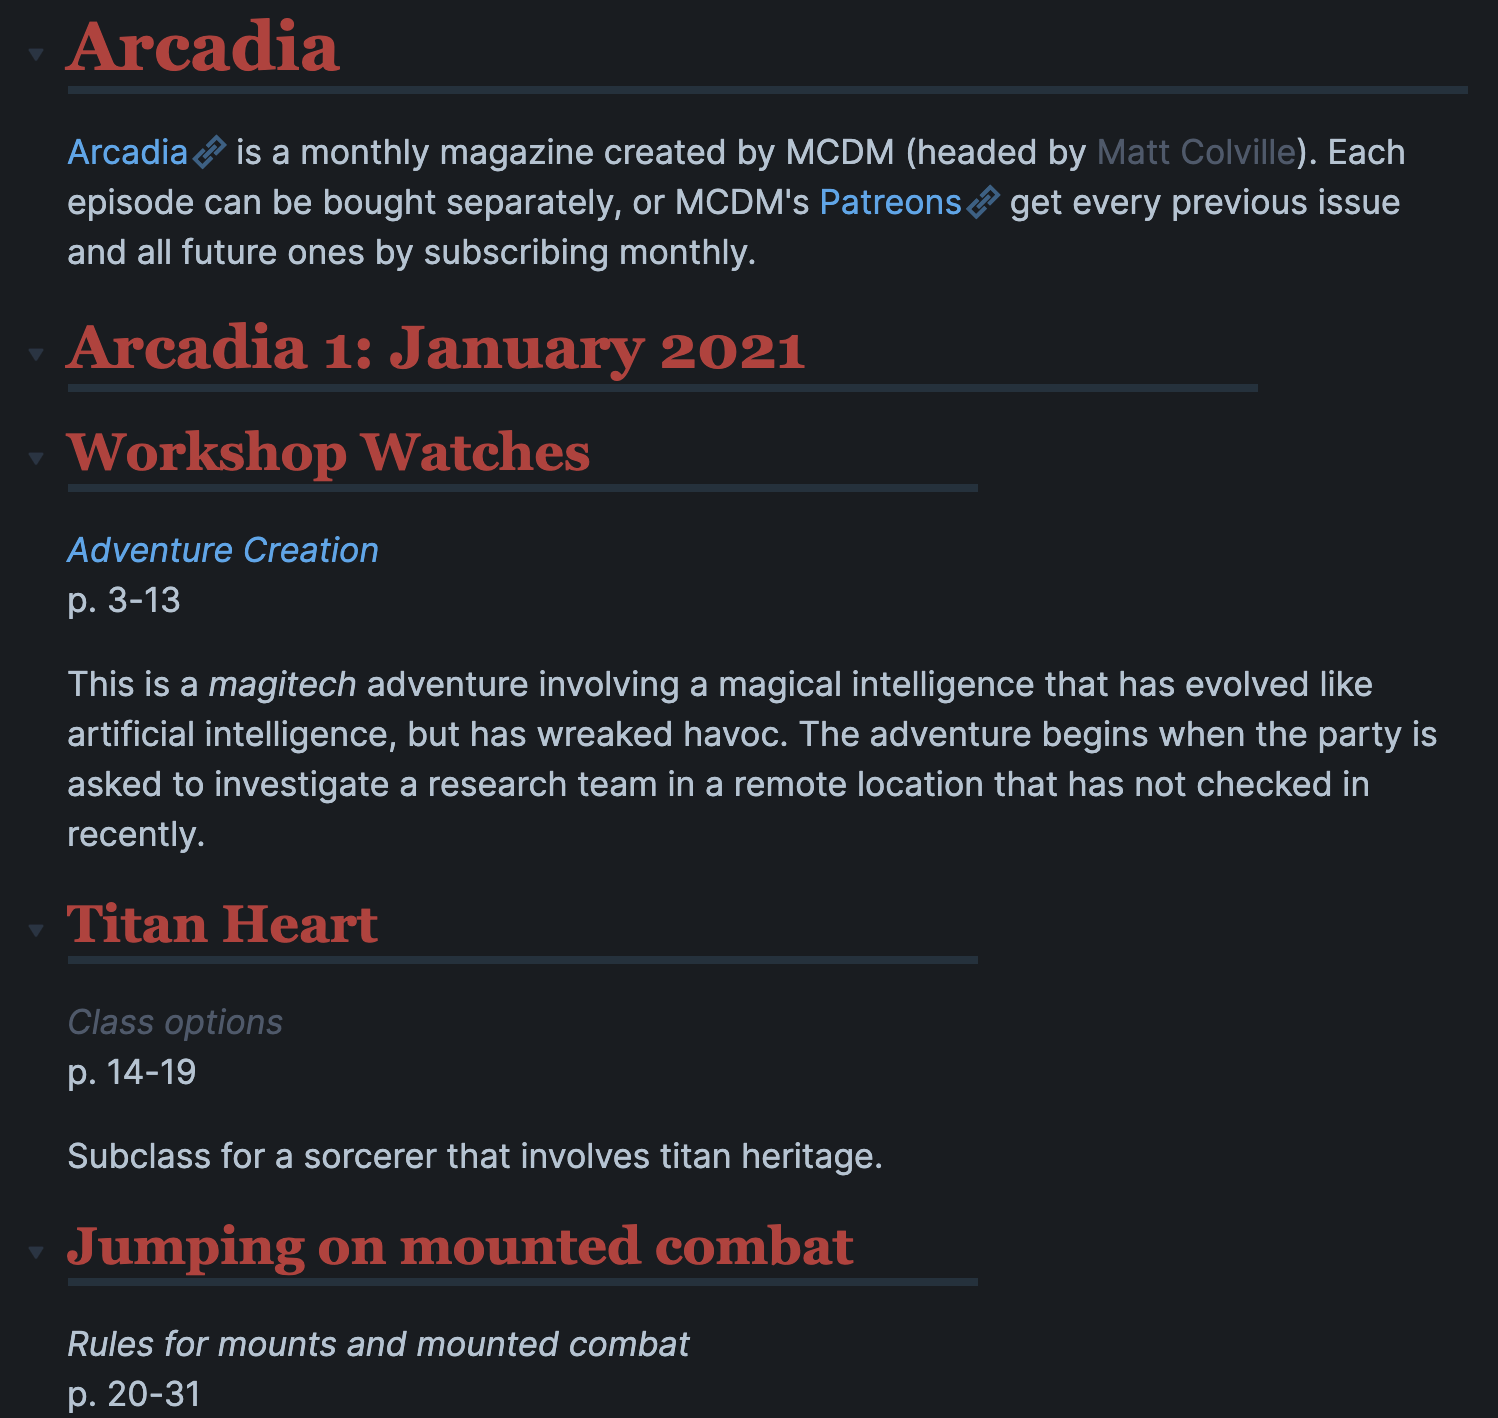 Arcadia
Arcadia is a monthly magazine created by MCDM (headed by Matt Colville). Each
episode can be bought separately, or MCDM's Patreons get every previous issue
and all future ones by subscribing monthly.
Arcadia 1: January 2021
Workshop Watches
Adventure Creation
p. 3-13
This is a magitech adventure involving a magical intelligence that has evolved like
artificial intelligence, but has wreaked havoc. The adventure begins when the party is
asked to investigate a research team in a remote location that has not checked in
recently.
Titan Heart
Class options
p. 14-19
Subclass for a sorcerer that involves titan heritage.
Jumping on mounted combat
Rules for mounts and mounted combat
p. 20-31